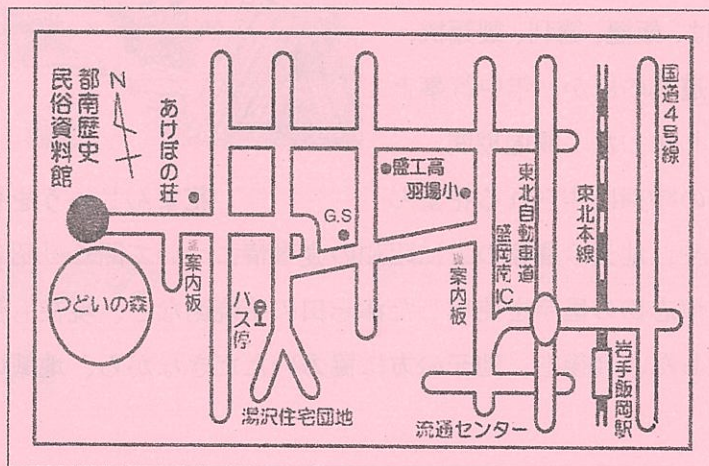 都南歴史
民俗資料館
N
あけぼの荘
つどいの森
案内板
バス停
G.S
盛工高
羽場小
案内板
湯沢住宅団地
流通センター
東北自動車道
盛岡南IC
東北本線
岩手飯岡駅
国道4号線